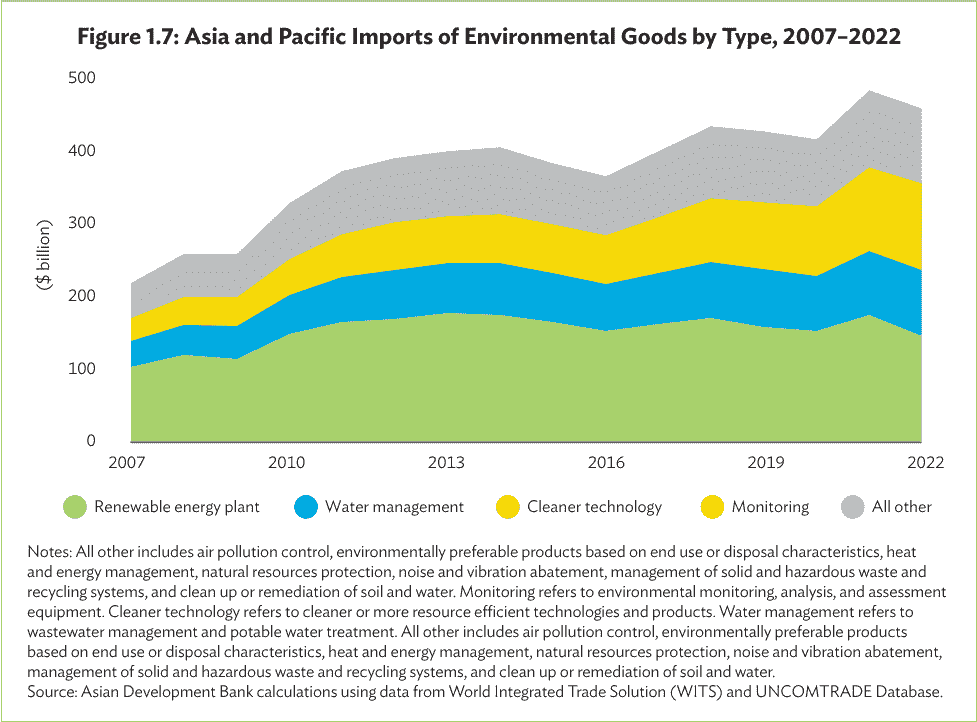 Figure 1.7: Asia and Pacific Imports of Environmental Goods by Type, 2007–2022
500
400
300
200
100
0
($ billion)
2007 2010 2013 2016 2019 2022
Renewable energy plant Water management Cleaner technology Monitoring All other
Notes: All other includes air pollution control, environmentally preferable products based on end use or disposal characteristics, heat
and energy management, natural resources protection, noise and vibration abatement, management of solid and hazardous waste and
recycling systems, and clean up or remediation of soil and water. Monitoring refers to environmental monitoring, analysis, and assessment
equipment. Cleaner technology refers to cleaner or more resource efficient technologies and products. Water management refers to
wastewater management and potable water treatment. All other includes air pollution control, environmentally preferable products
based on end use or disposal characteristics, heat and energy management, natural resources protection, noise and vibration abatement,
management of solid and hazardous waste and recycling systems, and clean up or remediation of soil and water.
Source: Asian Development Bank calculations using data from World Integrated Trade Solution (WITS) and UNCOMTRADE Database.